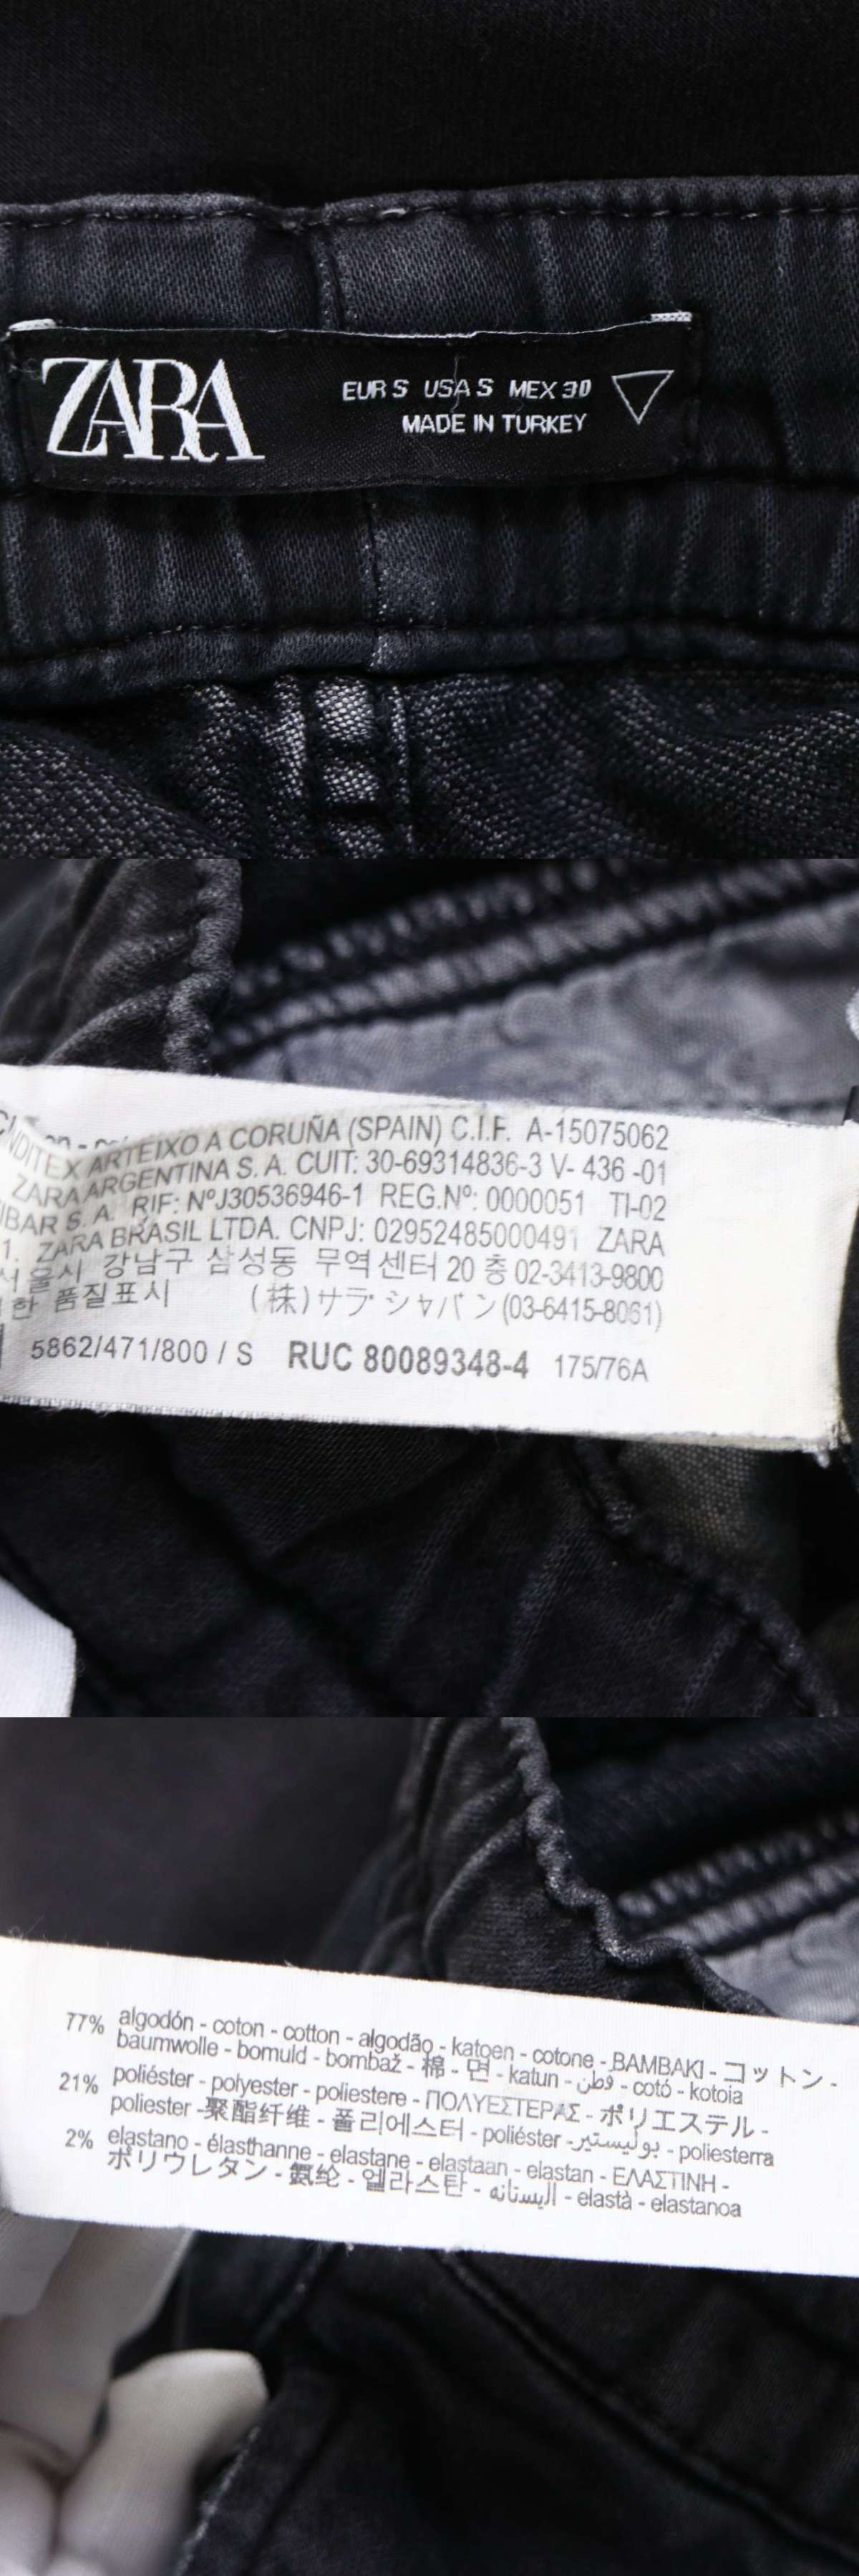 ZARA
EUR S USA S MEX 30
MADE IN TURKEY
INDITEX ARTEIXO A CORUÑA (SPAIN) C.I.F. A-15075062
ZARA ARGENTINA S. A. CUIT: 30-69314836-3 V- 436 -01
S. A. RIF: NºJ30536946-1 REG.Nº: 0000051 TI-02
1. ZARA BRASIL LTDA. CNPJ: 02952485000491 ZARA
서울시 강남구 삼성동 무역센터 20 층 02-3413-9800
한 품질표시 (株)サラ・ジャパン(03-6415-8061)
5862/471/800 / S RUC 80089348-4 175/76A
77% algodón - coton - cotton - algodão - katoen - cotone - BAMBAKI - コットン -
baumwolle - bomuld - bombaž - 棉 - 면 - katun - قطن - cotó - kotoia
21% poliéster - polyester - poliestere - ΠΟΛΥΕΣΤΕΡΑΣ - ポリエステル -
poliester -聚酯纤维 - 폴리에스터 - poliéster - بوليستير - poliesterra
2% elastano - élasthanne - elastane - elastaan - elastan - ΕΛΑΣΤΙΝΗ -
ポリウレタン - 氨纶 - 엘라스탄 - اليستانه - elastà - elastanoa